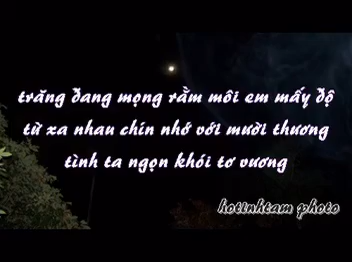 trăng đang mọng rằm môi em mấy độ
từ xa nhau chín nhớ với mười thương
tình ta ngọn khói tơ vương
hotinhtam photo